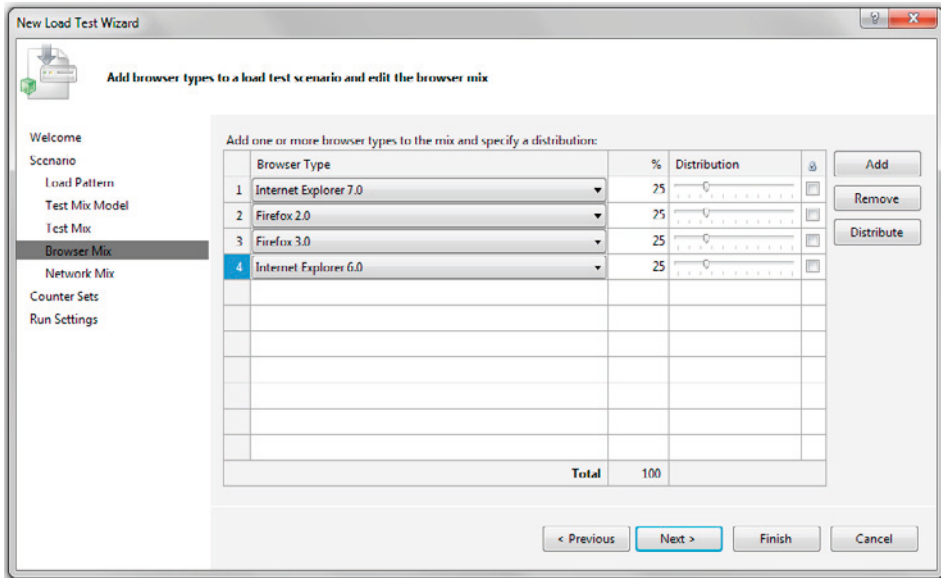 New Load Test Wizard
Add browser types to a load test scenario and edit the browser mix
Welcome
Scenario
Load Pattern
Test Mix Model
Test Mix
Browser Mix
Network Mix
Counter Sets
Run Settings
Add one or more browser types to the mix and specify a distribution:
Browser Type % Distribution
1 Internet Explorer 7.0 25
2 Firefox 2.0 25
3 Firefox 3.0 25
4 Internet Explorer 6.0 25
Total 100
Add
Remove
Distribute
< Previous Next > Finish Cancel